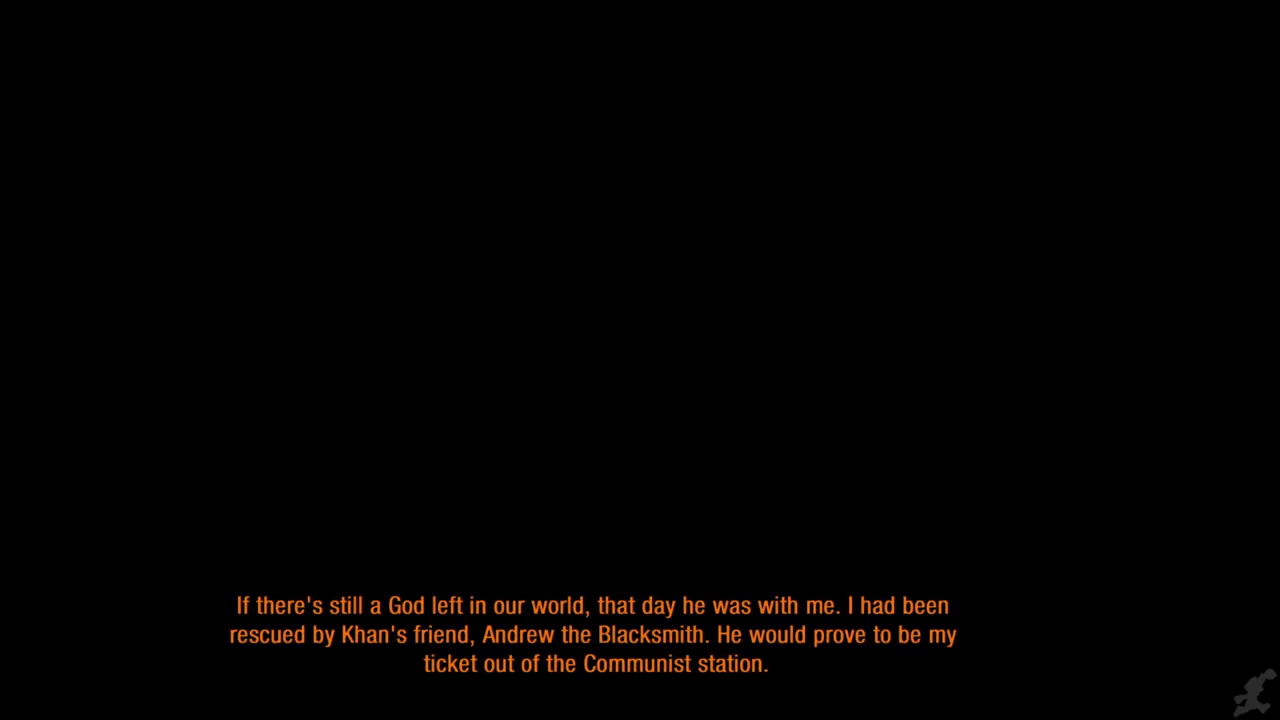 If there's still a God left in our world, that day he was with me. I had been
rescued by Khan's friend, Andrew the Blacksmith. He would prove to be my
ticket out of the Communist station.